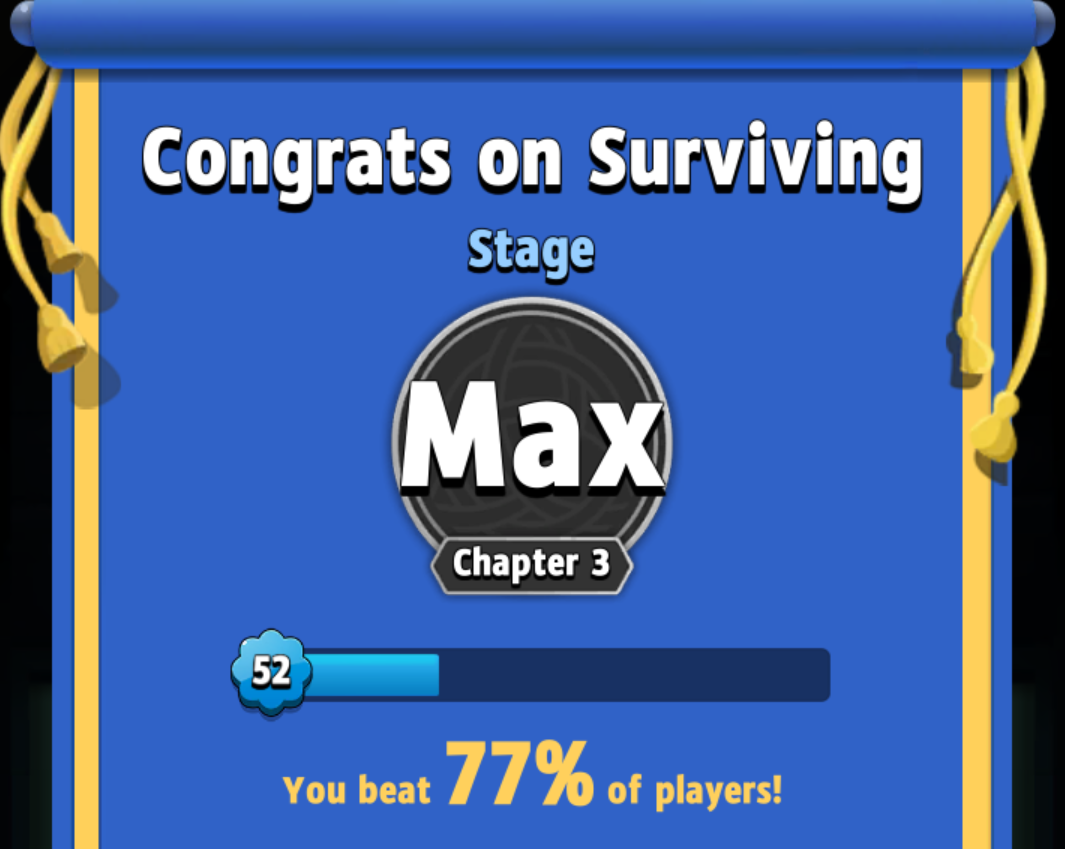 Congrats on Surviving
Stage
Max
Chapter 3
52
You beat 77% of players!